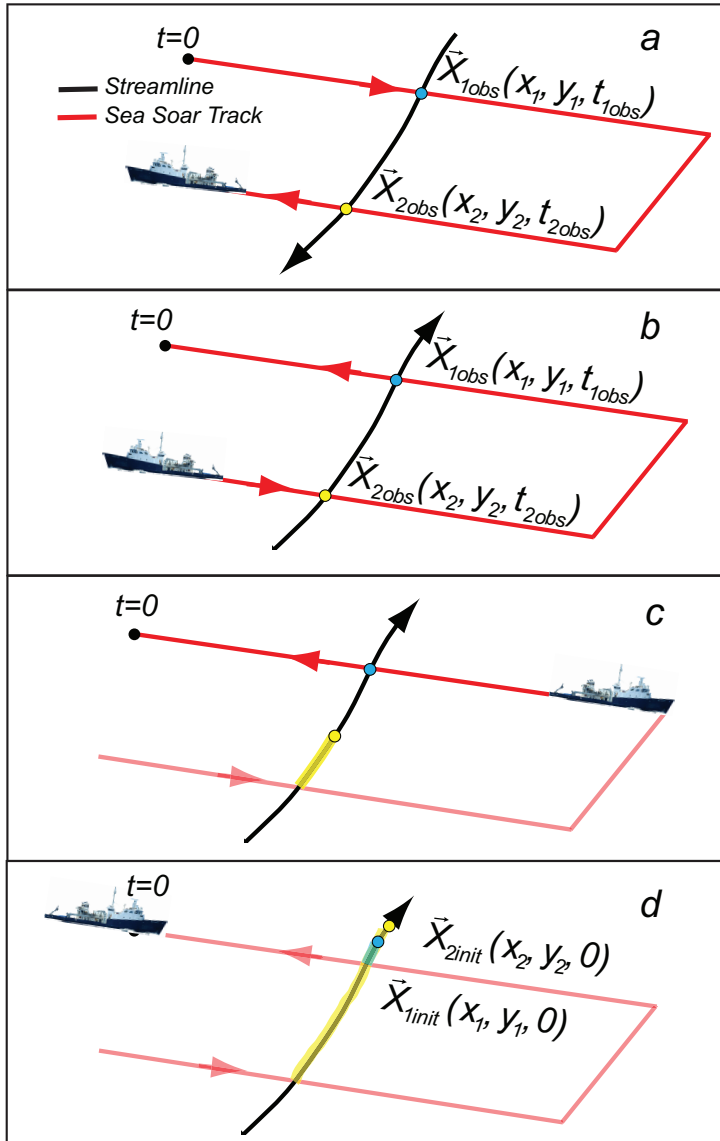 t=0
a
Streamline
Sea Soar Track
X⃗₁obs(x₁, y₁, t₁obs)
X⃗₂obs(x₂, y₂, t₂obs)
b
t=0
X⃗₁obs(x₁, y₁, t₁obs)
X⃗₂obs(x₂, y₂, t₂obs)
c
t=0
d
t=0
X⃗₂init(x₂, y₂, 0)
X⃗₁init(x₁, y₁, 0)